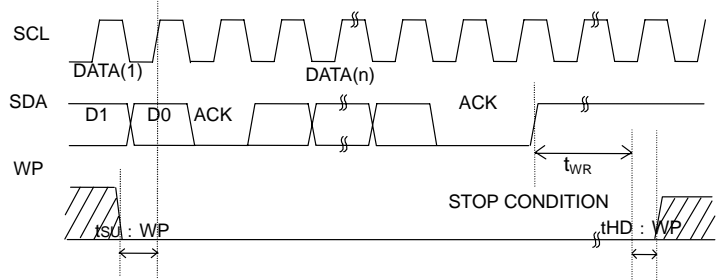 SCL
DATA(1)
DATA(n)
SDA
D1
D0
ACK
ACK
WP
tWR
STOP CONDITION
tSU : WP
tHD : WP